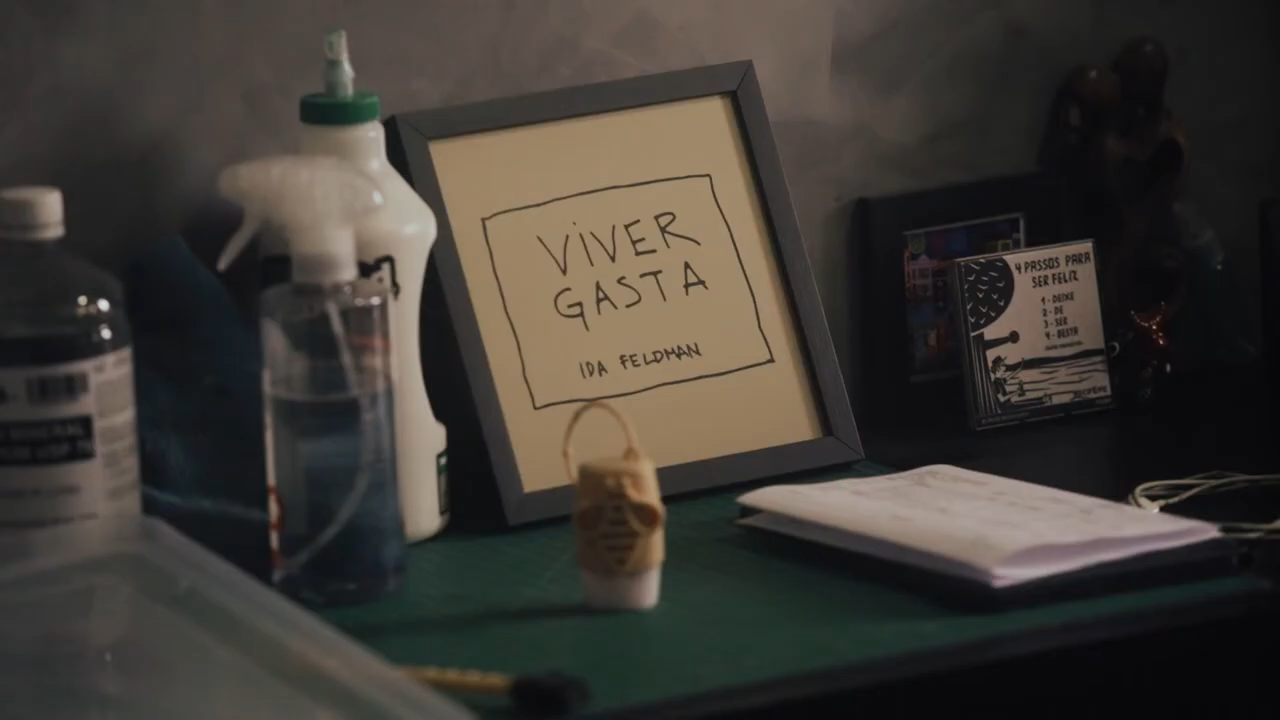 ViVER
GASTA
IDA FELDMAN
4 PASSOS PARA
SER FELIZ
1 - DEIXE
2 - DE
3 - SER
4 - BESTA